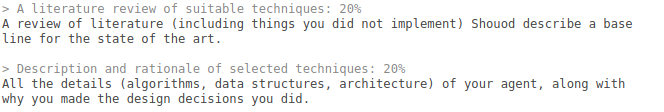 > A literature review of suitable techniques: 20%
A review of literature (including things you did not implement) Shouod describe a base
line for the state of the art.
> Description and rationale of selected techniques: 20%
All the details (algorithms, data structures, architecture) of your agent, along with
why you made the design decisions you did.